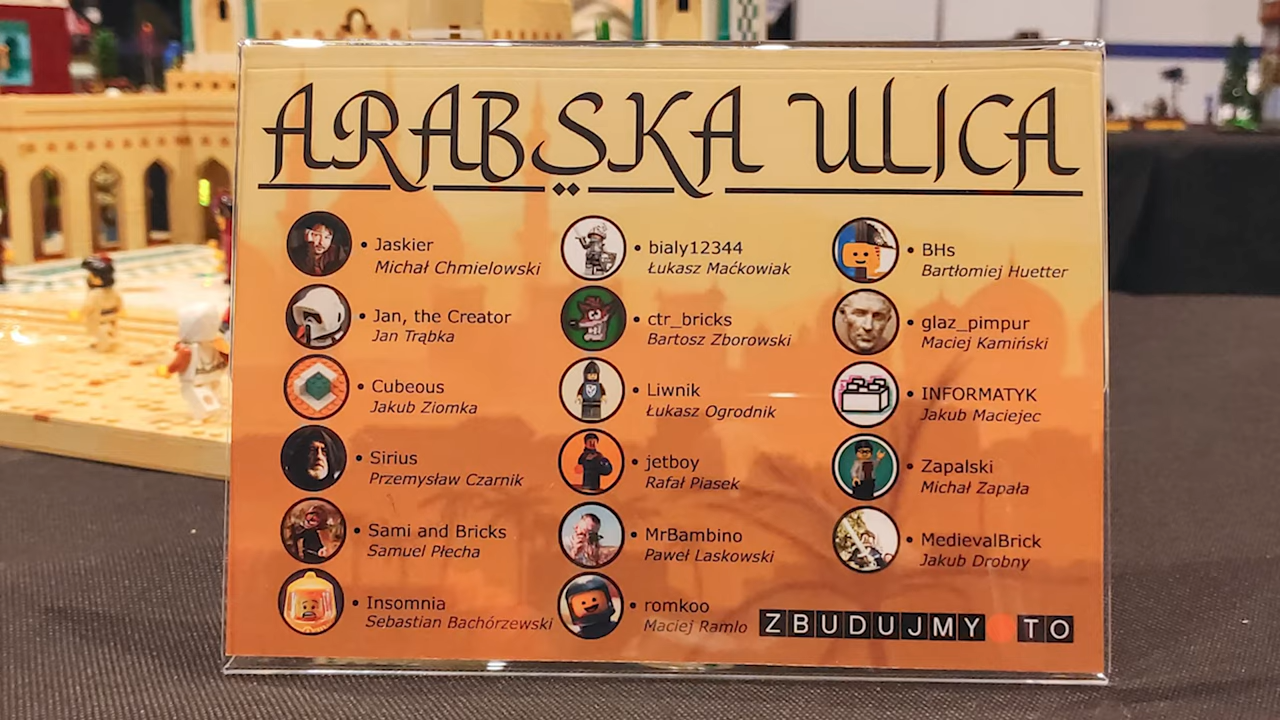 ARABSKA ULICA
• Jaskier
Michał Chmielowski
• Jan, the Creator
Jan Trąbka
• Cubeous
Jakub Ziomka
• Sirius
Przemysław Czarnik
• Sami and Bricks
Samuel Płecha
• Insomnia
Sebastian Bachórzewski
• bialy12344
Łukasz Maćkowiak
• ctr_bricks
Bartosz Zborowski
• Liwnik
Łukasz Ogrodnik
• jetboy
Rafał Piasek
• MrBambino
Paweł Laskowski
• romkoo
Maciej Ramlo
• BHs
Bartłomiej Huetter
• glaz_pimpur
Maciej Kamiński
• INFORMATYK
Jakub Maciejec
• Zapalski
Michał Zapała
• MedievalBrick
Jakub Drobny
ZBUDUJMY TO